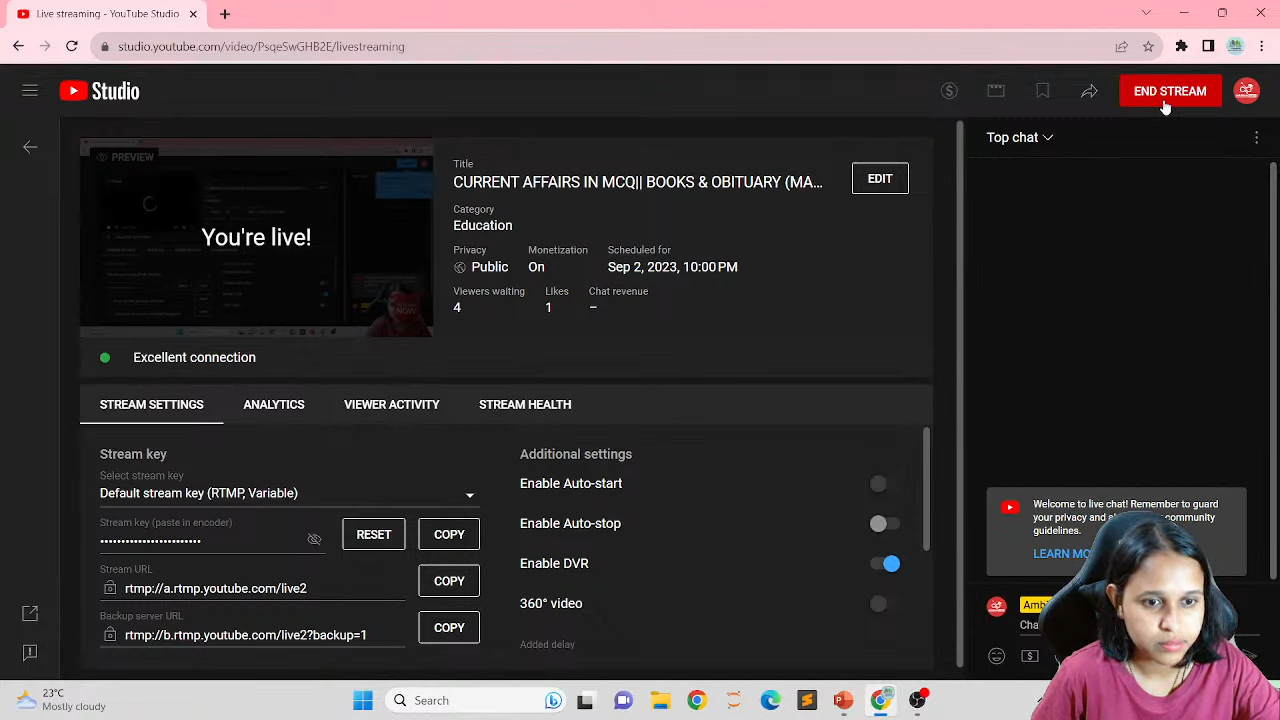 Live streaming - YouTube Studio
studio.youtube.com/video/PsqeSwGHB2E/livestreaming
Studio
END STREAM
PREVIEW
You're live!
Title
CURRENT AFFAIRS IN MCQ|| BOOKS & OBITUARY (MA...
EDIT
Category
Education
Privacy Monetization Scheduled for
Public On Sep 2, 2023, 10:00 PM
Viewers waiting Likes Chat revenue
4 1 –
Excellent connection
Top chat
STREAM SETTINGS ANALYTICS VIEWER ACTIVITY STREAM HEALTH
Stream key
Select stream key
Default stream key (RTMP, Variable)
Stream key (paste in encoder)
••••••••••••••••••••••••
RESET COPY
Stream URL
rtmp://a.rtmp.youtube.com/live2
COPY
Backup server URL
rtmp://b.rtmp.youtube.com/live2?backup=1
COPY
Additional settings
Enable Auto-start
Enable Auto-stop
Enable DVR
360° video
Added delay
Welcome to live chat! Remember to guard
your privacy and
guidelines.
LEARN
23°C
Mostly cloudy
Search